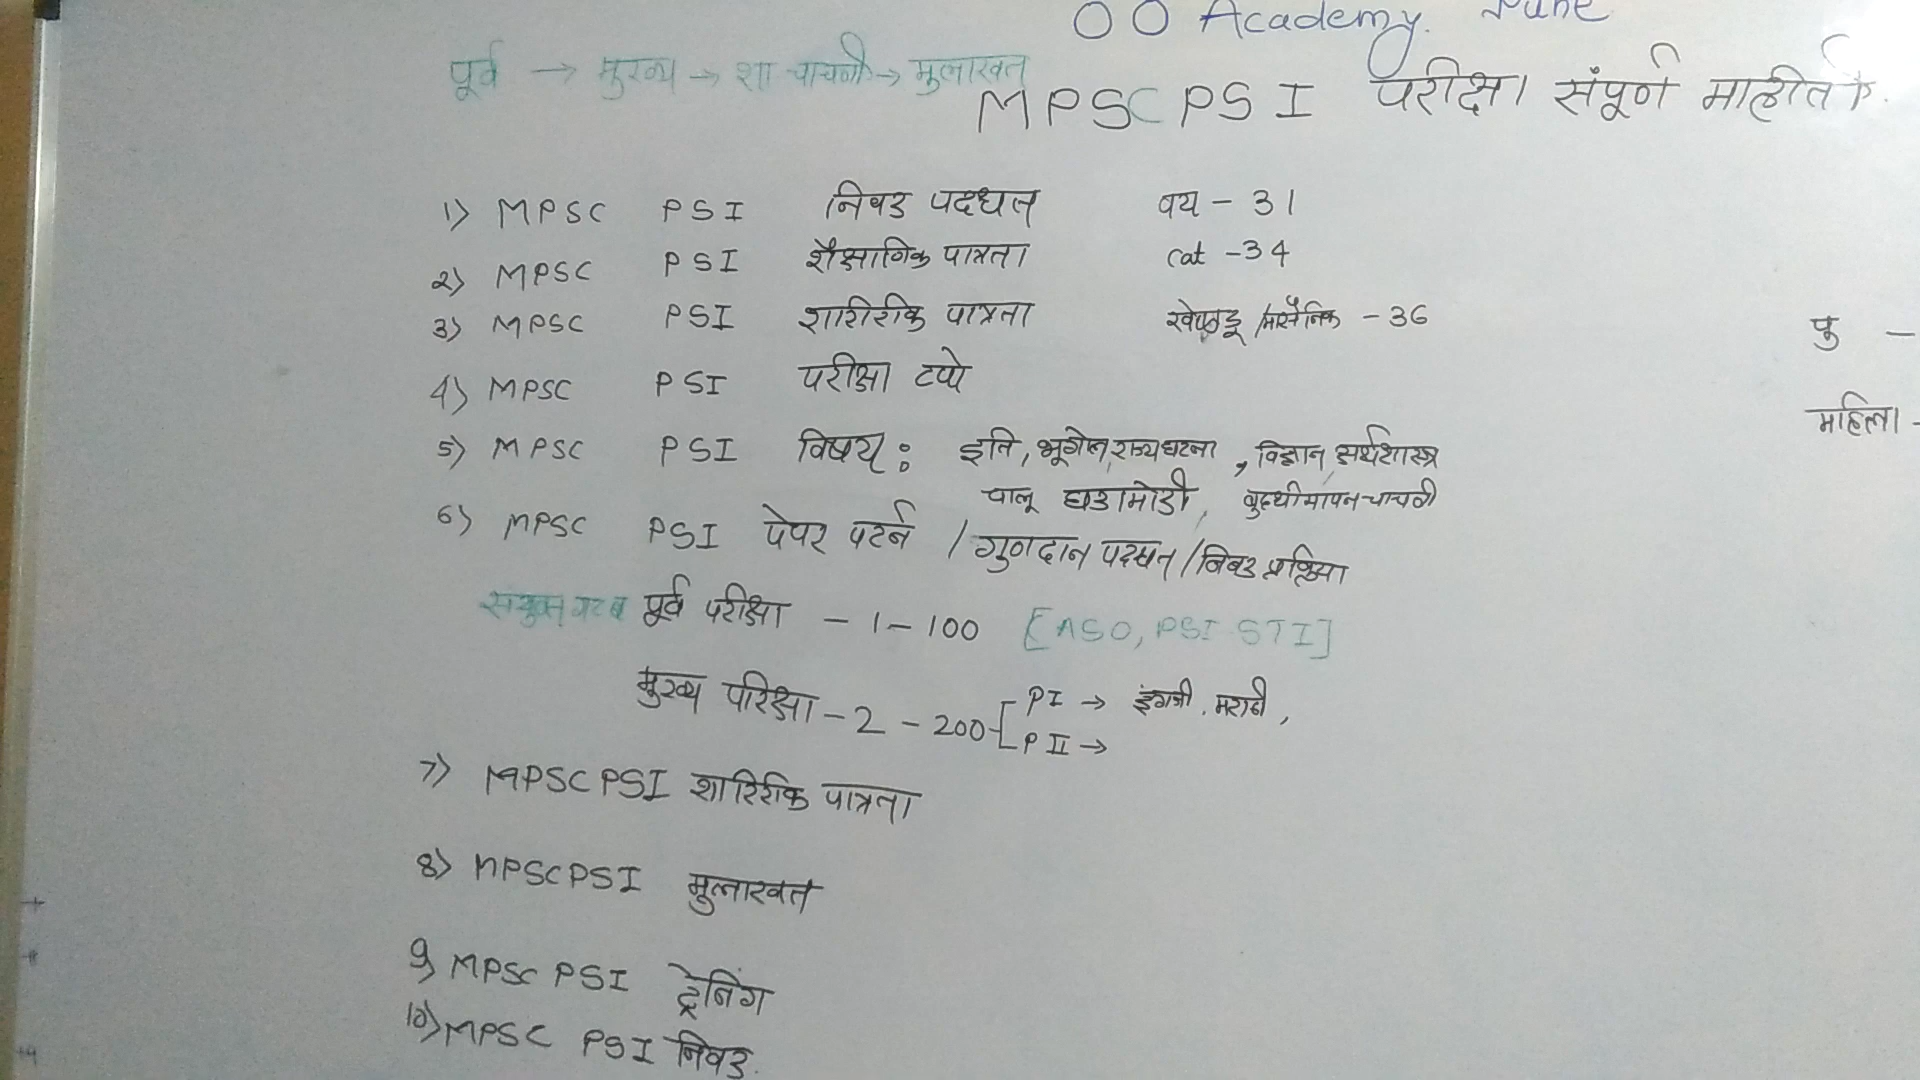 Academy. Pune
पूर्व → मुख्य → शा चाचणी → मुलाखत
MPSC PSI परीक्षा संपूर्ण माहीती
1) MPSC PSI निवड पद्धत वय - 31
2) MPSC PSI शैक्षणिक पात्रता cat - 34
3) MPSC PSI शारीरीक पात्रता खेळाडू /मासैनिक - 36
पु -
4) MPSC PSI परीक्षा टप्पे
महिला -
5) MPSC PSI विषय : इति, भूगोल, राज्यघटना, विज्ञान, अर्थशास्त्र
चालू घडामोडी, बुद्धीमापन चाचणी
6) MPSC PSI पेपर पटर्न / गुणदान पद्धत / निवड प्रक्रिया
संयुक्त गट ब पूर्व परीक्षा - 1 - 100 [ASO, PSI STI]
मुख्य परिक्षा - 2 - 200 [ PI → इंग्रजी, मराठी,
P II →
7) MPSC PSI शारिरीक पात्रता
8) MPSC PSI मुलाखत
9) MPSC PSI ट्रेनिंग
10) MPSC PSI निवड.